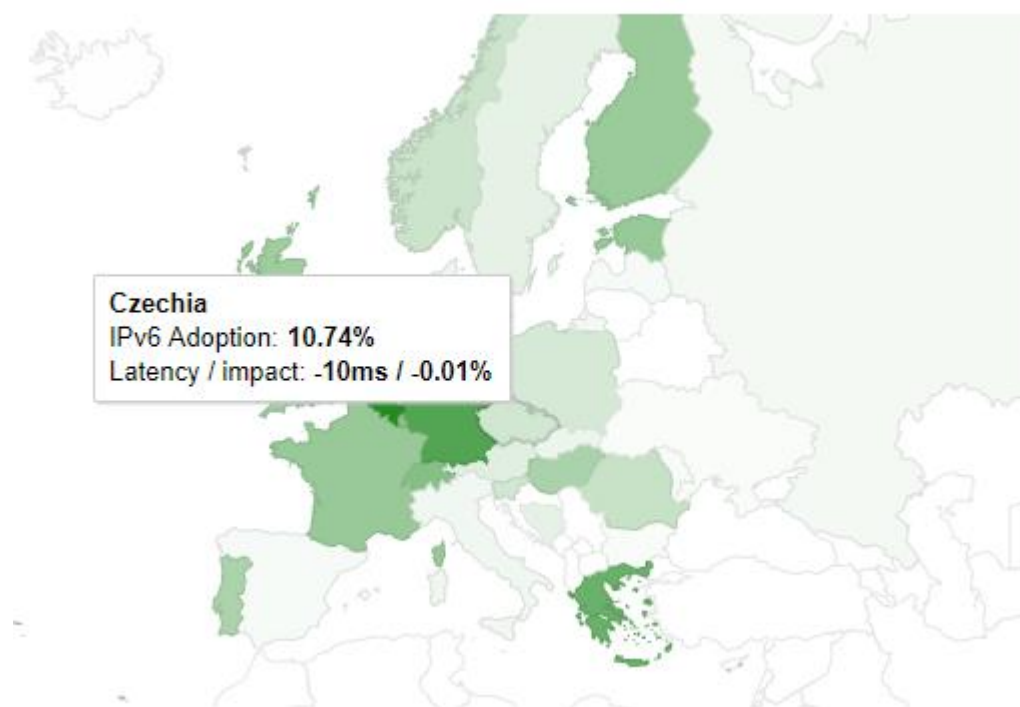 Czechia
IPv6 Adoption: 10.74%
Latency / impact: -10ms / -0.01%